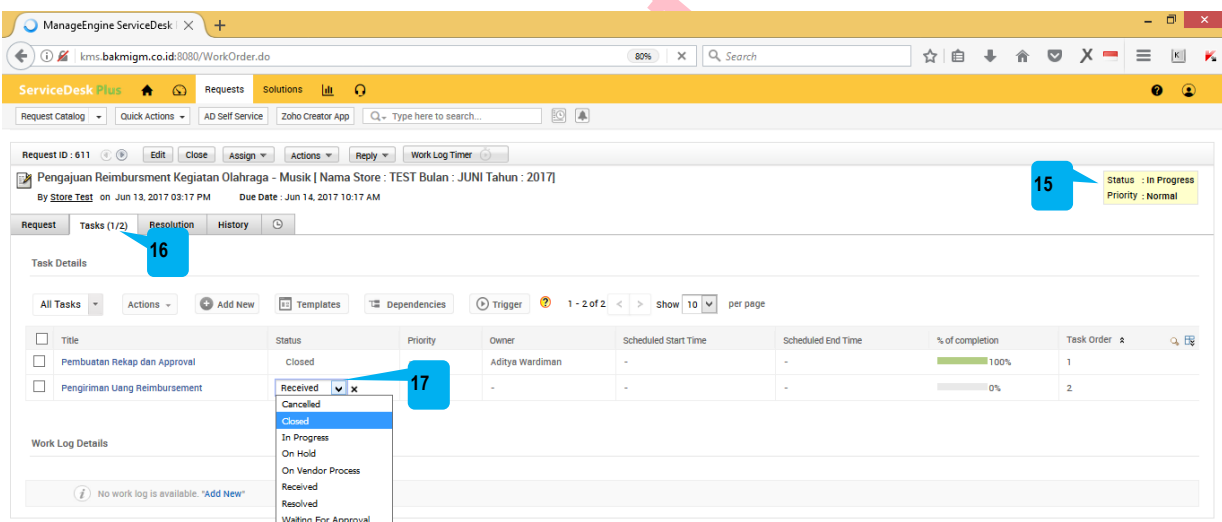 ManageEngine ServiceDesk
kms.bakmigm.co.id:8080/WorkOrder.do 80% Search
ServiceDesk Plus Requests Solutions
Request Catalog Quick Actions AD Self Service Zoho Creator App Type here to search...
Request ID : 611 Edit Close Assign Actions Reply Work Log Timer
Pengajuan Reimbursment Kegiatan Olahraga - Musik [ Nama Store : TEST Bulan : JUNI Tahun : 2017]
15
Status : In Progress
Priority : Normal
By Store Test on Jun 13, 2017 03:17 PM Due Date : Jun 14, 2017 10:17 AM
Request Tasks (1/2) Resolution History
16
Task Details
All Tasks Actions Add New Templates Dependencies Trigger 1 - 2 of 2 Show 10 per page
Title Status Priority Owner Scheduled Start Time Scheduled End Time % of completion Task Order
Pembuatan Rekap dan Approval Closed Aditya Wardiman - - 100% 1
Pengiriman Uang Reimbursement Received - - - 0% 2
17
Cancelled
Closed
In Progress
On Hold
On Vendor Process
Received
Resolved
Waiting For Approval
Work Log Details
No work log is available. "Add New"